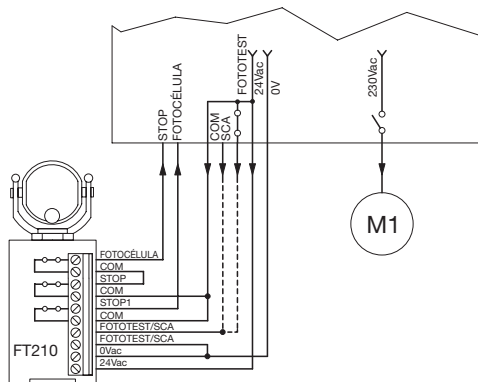 STOP
FOTOCÉLULA
COM
SCA
FOTOTEST
24Vac
0V
230Vac
M1
FOTOCÉLULA
COM
STOP
COM
STOP1
COM
FOTOTEST/SCA
FOTOTEST/SCA
0Vac
24Vac
FT210